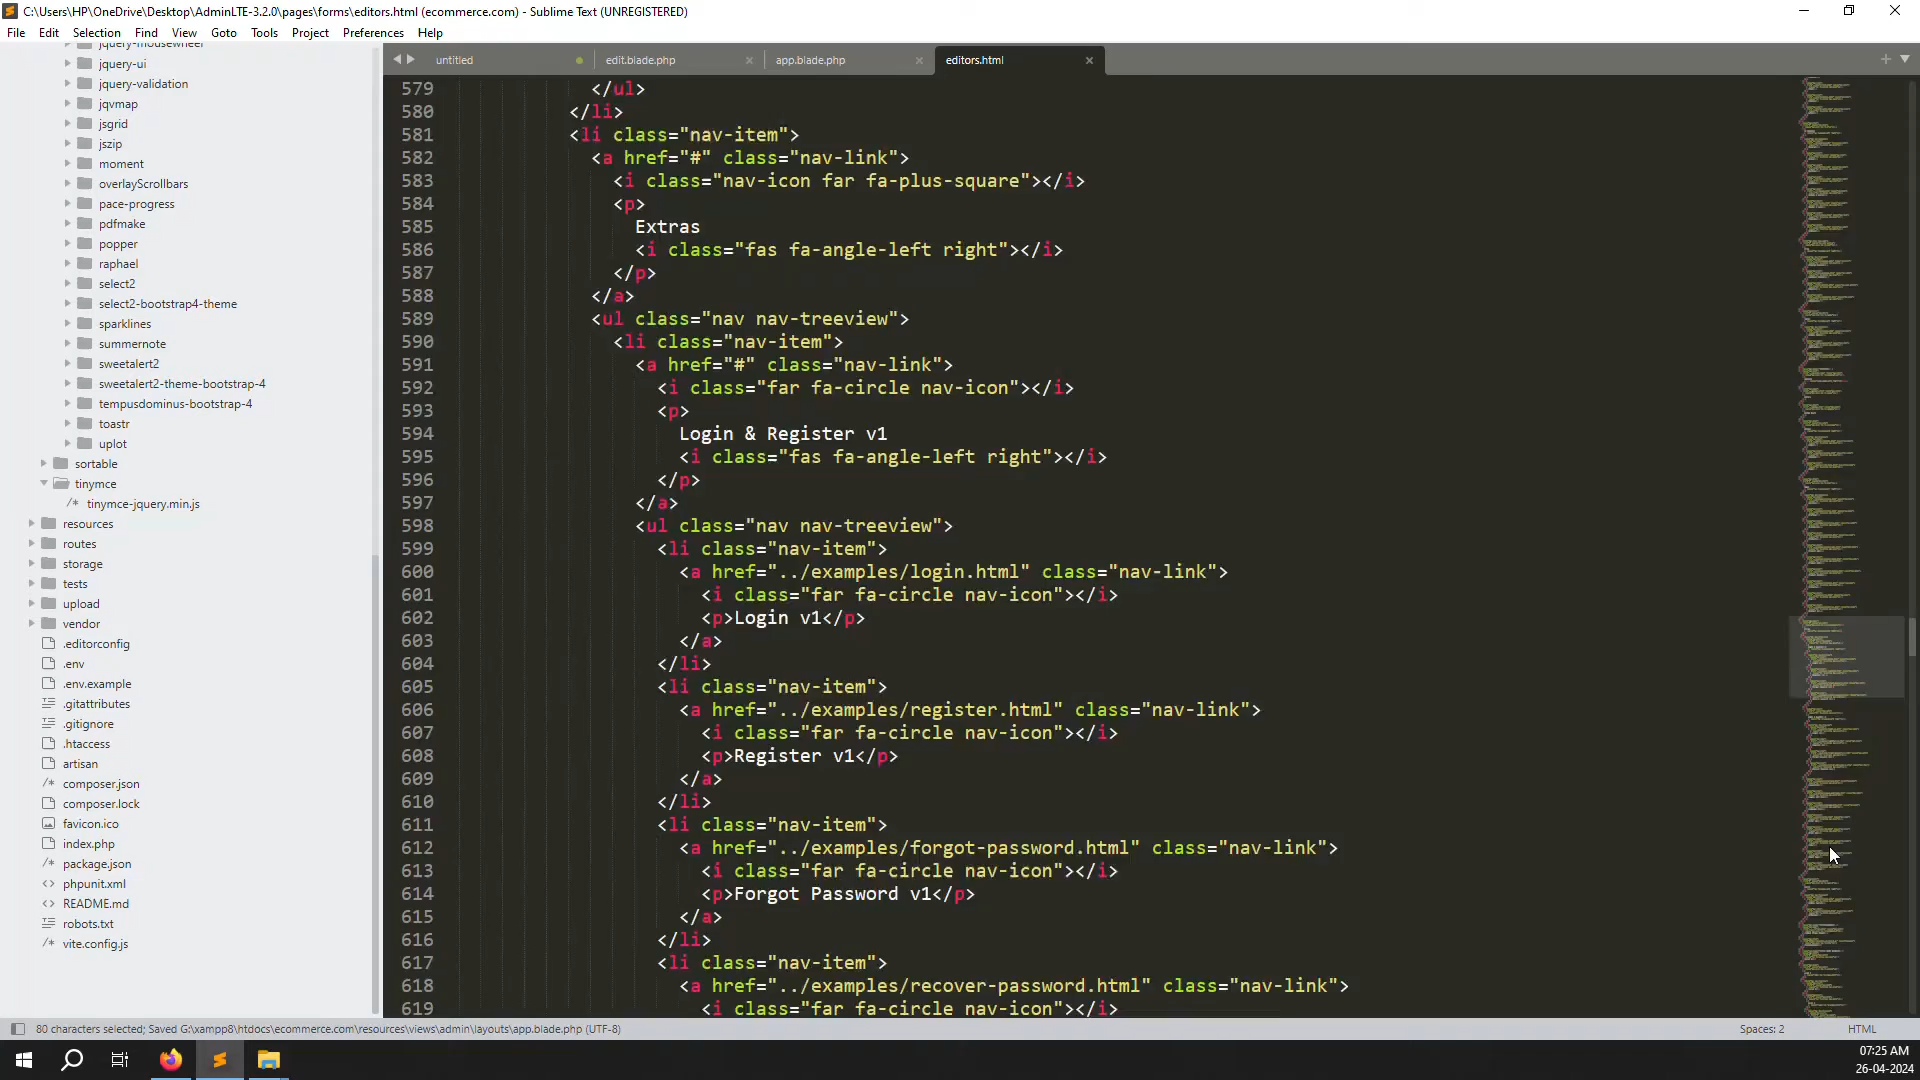 C:\Users\HP\OneDrive\Desktop\AdminLTE-3.2.0\pages\forms\editors.html (ecommerce.com) - Sublime Text (UNREGISTERED)
File Edit Selection View Goto Tools Project Preferences Help
jquery-mousewheel
jquery-ui
jquery-validation
jqvmap
jsgrid
jszip
moment
overlayScrollbars
pace-progress
pdfmake
popper
raphael
select2
select2-bootstrap4-theme
sparklines
summernote
sweetalert2
sweetalert2-theme-bootstrap-4
tempusdominus-bootstrap-4
toastr
uplot
sortable
tinymce
/* tinymce-jquery.min.js
resources
routes
storage
tests
upload
vendor
.editorconfig
.env
.env.example
.gitattributes
.gitignore
.htaccess
artisan
/* composer.json
composer.lock
favicon.ico
index.php
/* package.json
<> phpunit.xml
<> README.md
robots.txt
/* vite.config.js
untitled edit.blade.php app.blade.php editors.html
579 </ul>
580 </li>
581 <li class="nav-item">
582 <a href="#" class="nav-link">
583 <i class="nav-icon far fa-plus-square"></i>
584 <p>
585 Extras
586 <i class="fas fa-angle-left right"></i>
587 </p>
588 </a>
589 <ul class="nav nav-treeview">
590 <li class="nav-item">
591 <a href="#" class="nav-link">
592 <i class="far fa-circle nav-icon"></i>
593 <p>
594 Login & Register v1
595 <i class="fas fa-angle-left right"></i>
596 </p>
597 </a>
598 <ul class="nav nav-treeview">
599 <li class="nav-item">
600 <a href="../examples/login.html" class="nav-link">
601 <i class="far fa-circle nav-icon"></i>
602 <p>Login v1</p>
603 </a>
604 </li>
605 <li class="nav-item">
606 <a href="../examples/register.html" class="nav-link">
607 <i class="far fa-circle nav-icon"></i>
608 <p>Register v1</p>
609 </a>
610 </li>
611 <li class="nav-item">
612 <a href="../examples/forgot-password.html" class="nav-link">
613 <i class="far fa-circle nav-icon"></i>
614 <p>Forgot Password v1</p>
615 </a>
616 </li>
617 <li class="nav-item">
618 <a href="../examples/recover-password.html" class="nav-link">
619 <i class="far fa-circle nav-icon"></i>
80 characters selected; Saved G:\xampp8\htdocs\ecommerce.com\resources\views\admin\layouts\app.blade.php (UTF-8) Spaces: 2 HTML
07:25 AM
26-04-2024